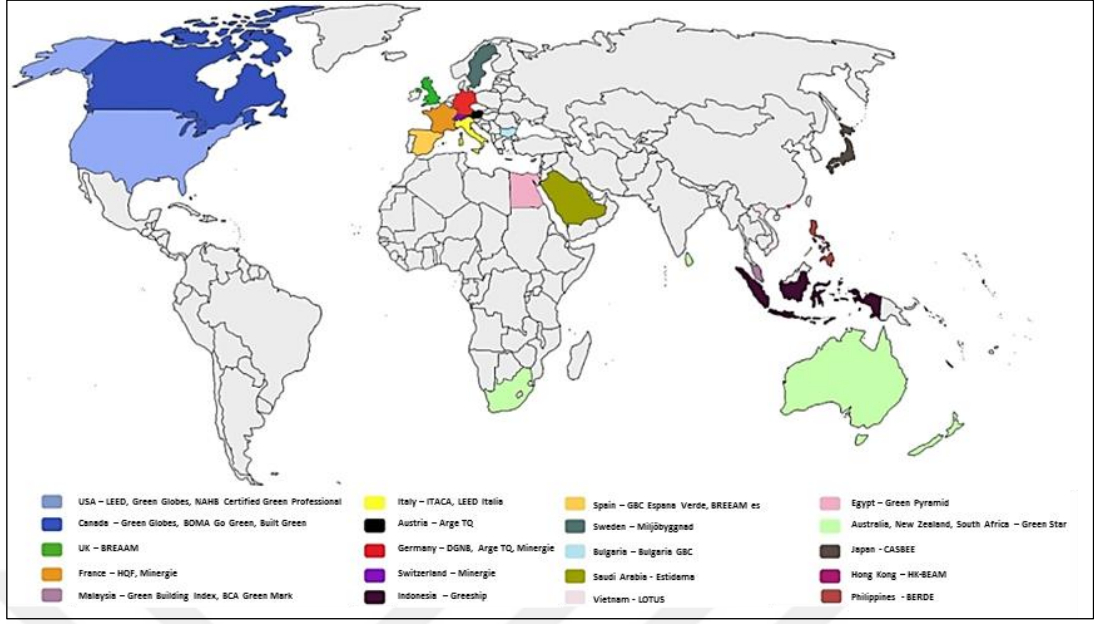 USA – LEED, Green Globes, NAHB Certified Green Professional
Canada – Green Globes, BOMA Go Green, Built Green
UK – BREAAM
France – HQF, Minergie
Malaysia – Green Building Index, BCA Green Mark
Italy – ITACA, LEED Italia
Austria – Arge TQ
Germany – DGNB, Arge TQ, Minergie
Switzerland – Minergie
Indonesia – Greeship
Spain – GBC Espana Verde, BREEAM es
Sweden – Miljöbyggnad
Bulgaria – Bulgaria GBC
Saudi Arabia - Estidama
Vietnam - LOTUS
Egypt – Green Pyramid
Australia, New Zealand, South Africa – Green Star
Japan - CASBEE
Hong Kong – HK-BEAM
Philippines - BERDE